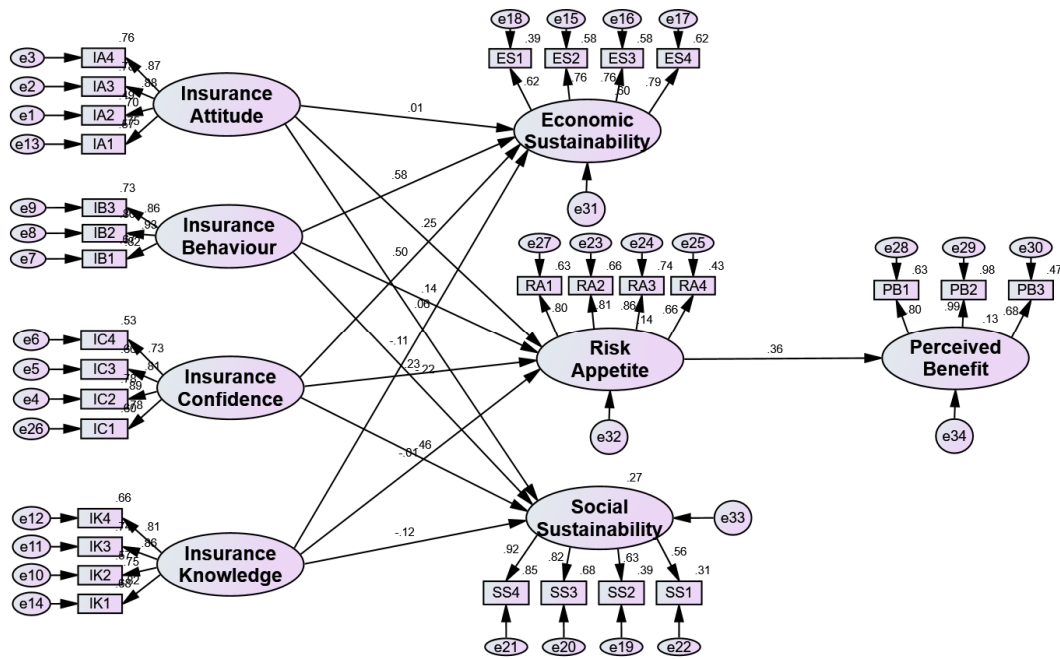 e18
e15
e16
e17
.39
.58
.58
.62
ES1
ES2
ES3
ES4
.62
.76
.76
.79
.60
Economic
Sustainability
e31
e3
IA4
.76
.87
e2
IA3
.88
e1
IA2
.70
e13
IA1
Insurance
Attitude
.01
.58
.25
e9
IB3
.73
.86
e8
IB2
.93
e7
IB1
.82
Insurance
Behaviour
.50
.14
.06
e27
e23
e24
e25
.63
.66
.74
.43
RA1
RA2
RA3
RA4
.80
.81
.86
.66
.14
Risk
Appetite
e32
.36
e28
e29
e30
.63
.98
.47
PB1
PB2
PB3
.80
.99
.68
.13
Perceived
Benefit
e34
e6
IC4
.53
.73
e5
IC3
.81
e4
IC2
.89
e26
IC1
.78
.60
Insurance
Confidence
-.11
.23
.22
-.01
.46
e12
IK4
.66
.81
e11
IK3
.86
e10
IK2
.75
e14
IK1
.82
.68
Insurance
Knowledge
-.12
.27
Social
Sustainability
e33
.92
.82
.63
.56
.85
.68
.39
.31
SS4
SS3
SS2
SS1
e21
e20
e19
e22